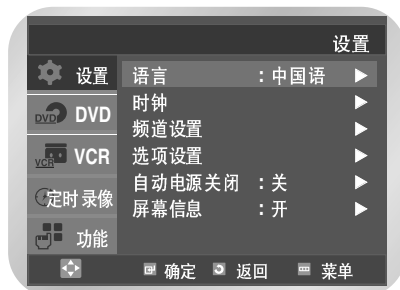 设置
设置
语言 :中国语 ▶
DVD DVD
时钟 ▶
频道设置 ▶
VCR VCR
选项设置 ▶
定时录像
自动电源关闭 :关 ▶
屏幕信息 :开 ▶
功能
确定 返回 菜单